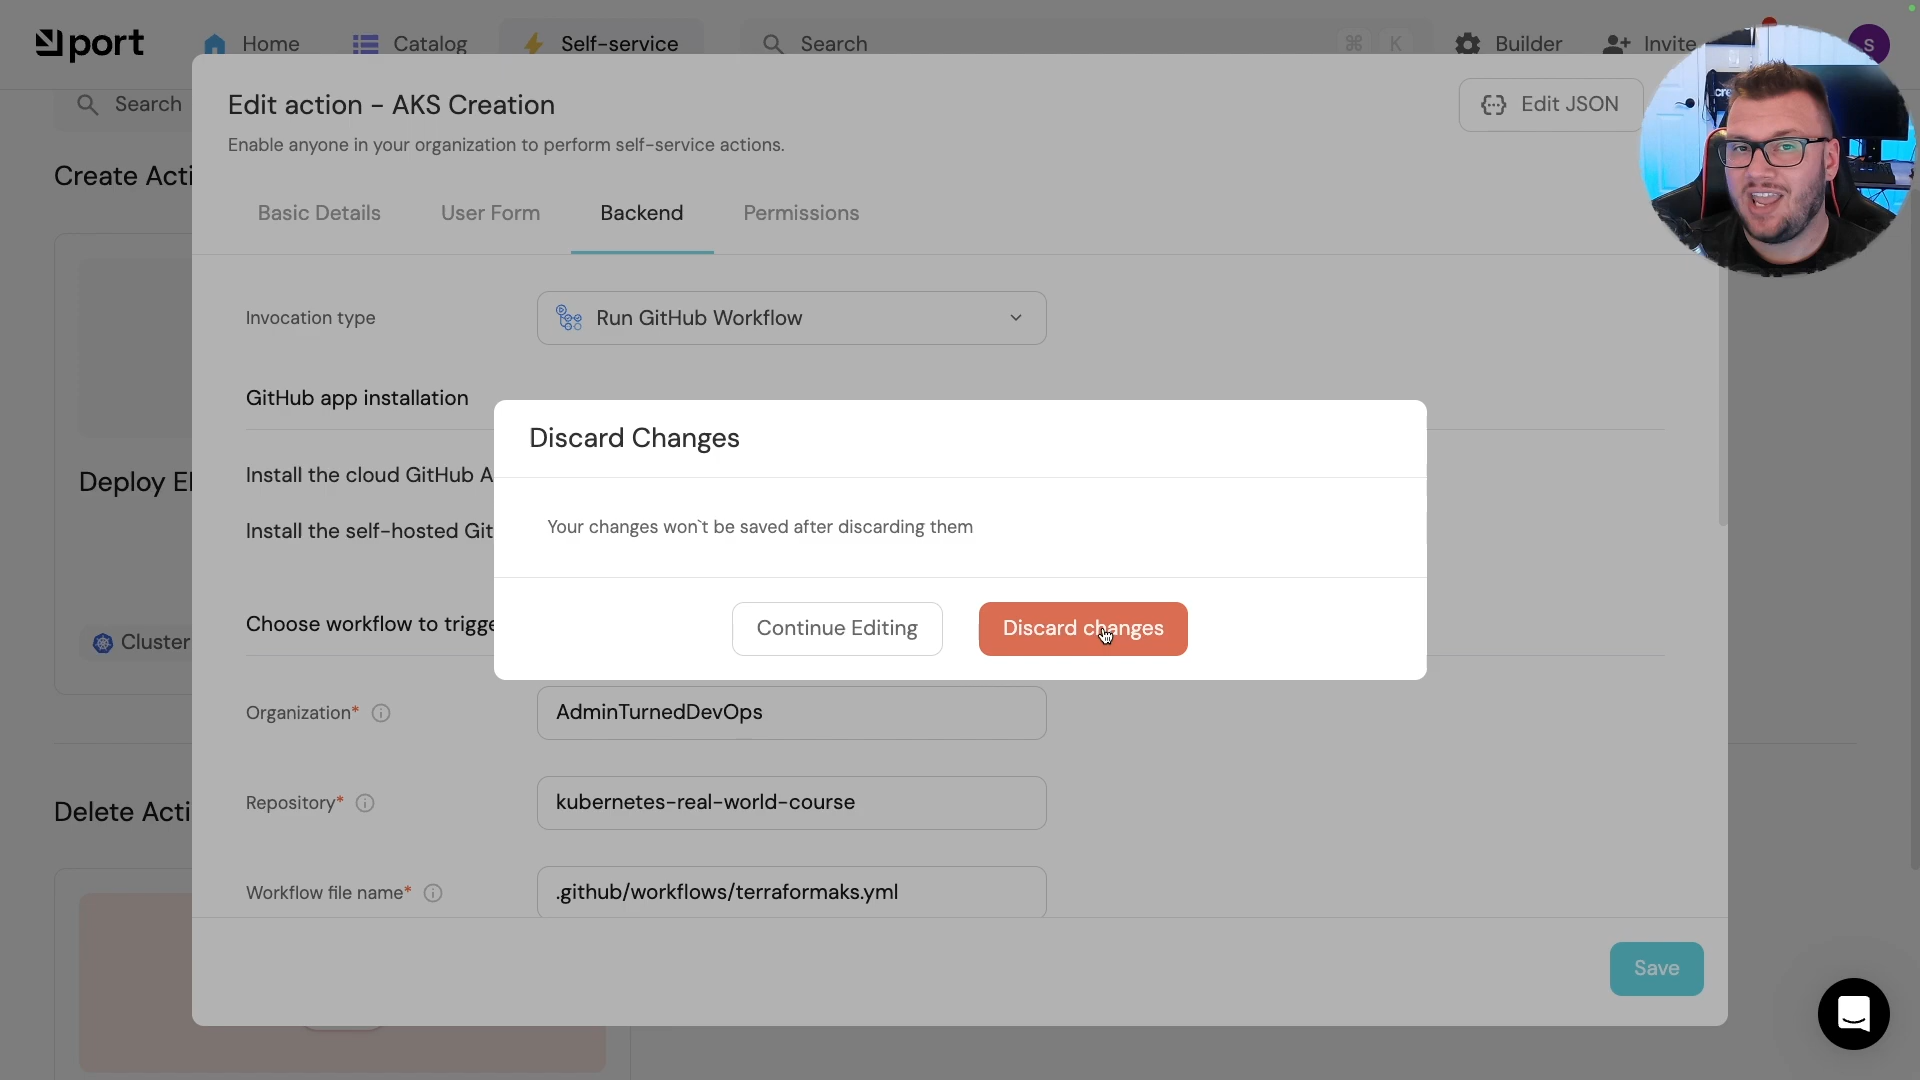 port
Home
Catalog
Self-service
Search
⌘ K
Builder
Invite
S
Search
Create Acti
Edit action - AKS Creation
Enable anyone in your organization to perform self-service actions.
Edit JSON
Basic Details
User Form
Backend
Permissions
Invocation type
Run GitHub Workflow
GitHub app installation
Install the cloud GitHub A
Install the self-hosted Git
Deploy
Cluster
Discard Changes
Your changes won`t be saved after discarding them
Continue Editing
Discard changes
Choose workflow to trigge
Organization*
AdminTurnedDevOps
Repository*
kubernetes-real-world-course
Workflow file name*
.github/workflows/terraformaks.yml
Delete Acti
Save